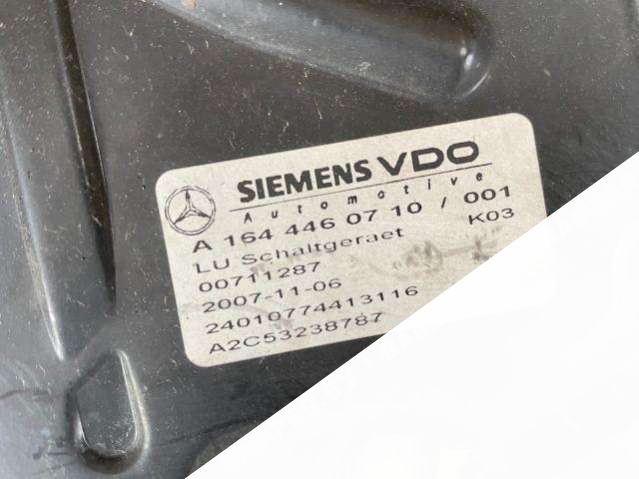 SIEMENS VDO
Automotive
A 164 446 07 10 / 001
LU Schaltgeraet K03
00711287
2007-11-06
24010774413116
A2C53238787